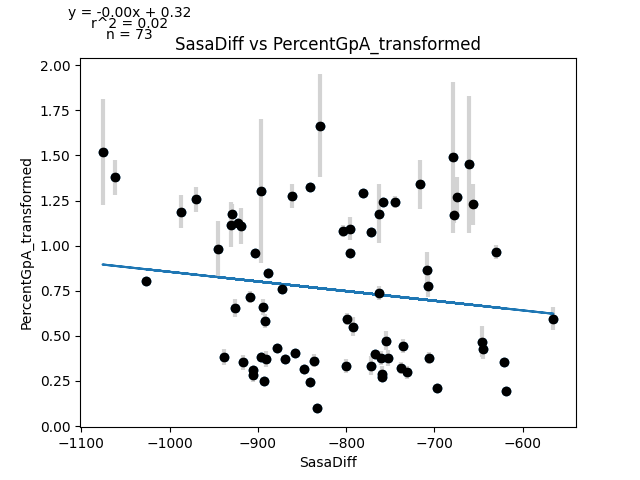 y = -0.00x + 0.32
r^2 = 0.02
n = 73
SasaDiff vs PercentGpA_transformed
2.00
1.75
1.50
1.25
1.00
0.75
0.50
0.25
0.00
PercentGpA_transformed
−1100 −1000 −900 −800 −700 −600
SasaDiff